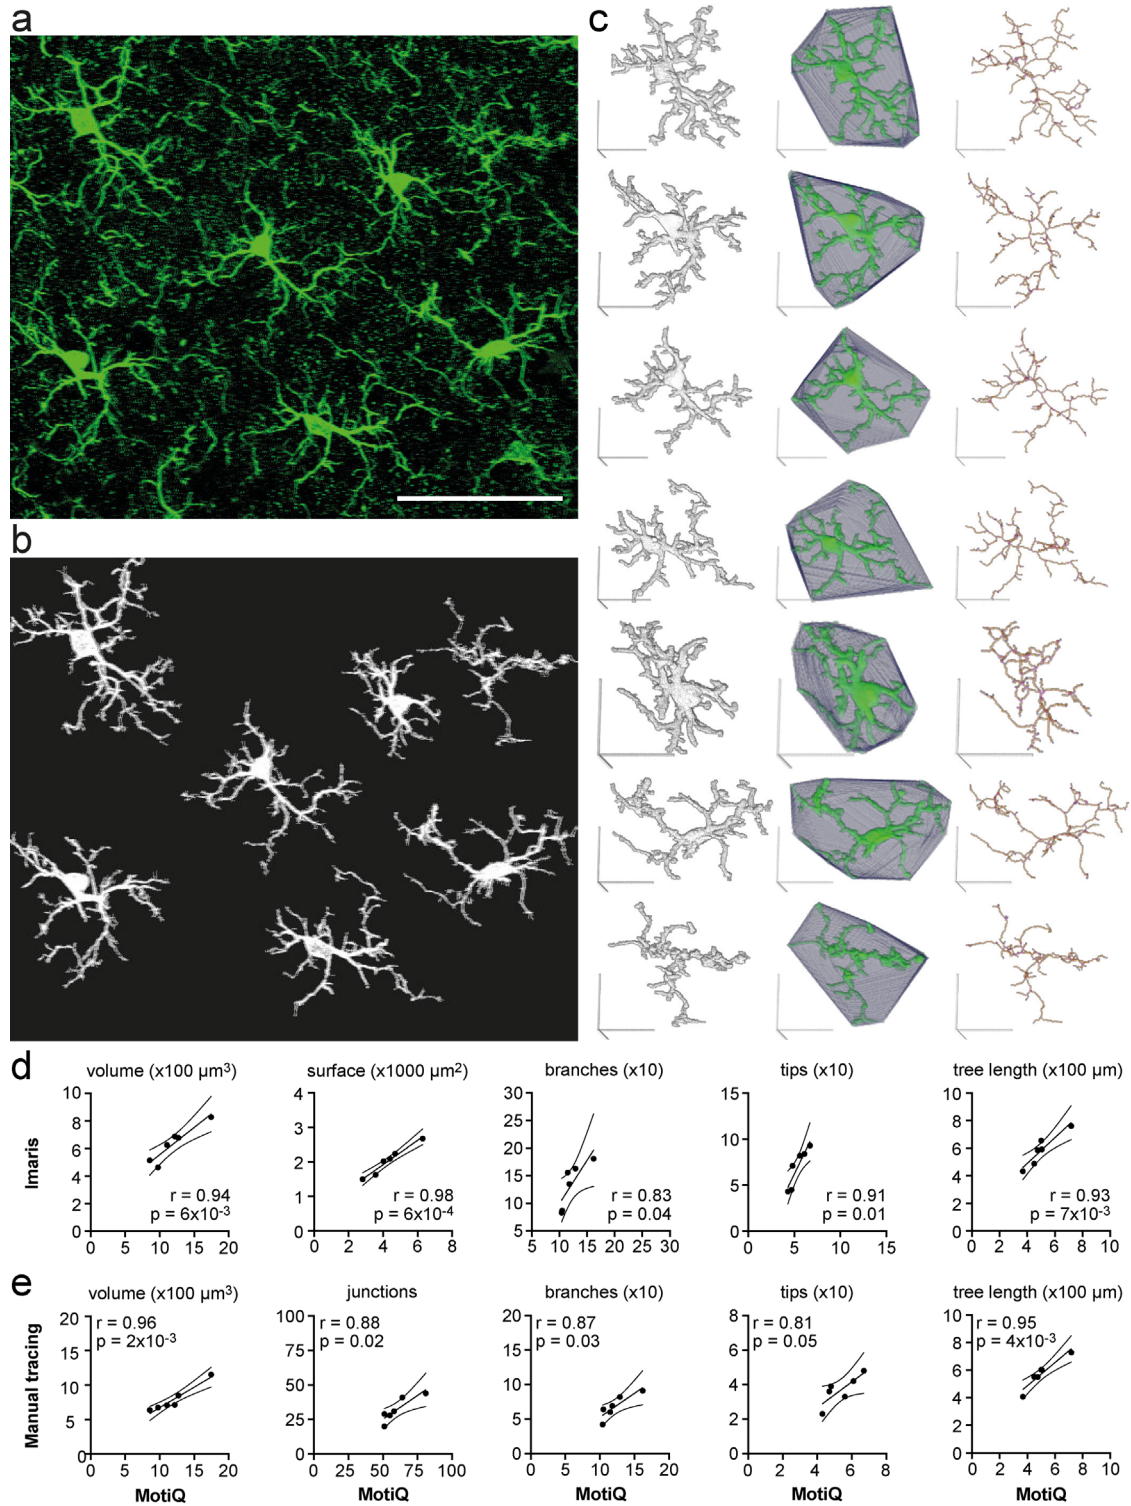 a
b
c
d
volume (x100 µm³)
surface (x1000 µm²)
branches (x10)
tips (x10)
tree length (x100 µm)
Imaris
10
8
6
4
2
0
r = 0.94
p = 6x10⁻³
0 5 10 15 20
4
3
2
1
0
r = 0.98
p = 6x10⁻⁴
0 2 4 6 8
30
25
20
15
10
5
r = 0.83
p = 0.04
5 10 15 20 25 30
15
10
5
0
r = 0.91
p = 0.01
0 5 10 15
10
8
6
4
2
0
r = 0.93
p = 7x10⁻³
0 2 4 6 8 10
e
volume (x100 µm³)
junctions
branches (x10)
tips (x10)
tree length (x100 µm)
Manual tracing
20
15
10
5
0
r = 0.96
p = 2x10⁻³
0 5 10 15 20
MotiQ
100
75
50
25
0
r = 0.88
p = 0.02
0 25 50 75 100
MotiQ
20
15
10
5
0
r = 0.87
p = 0.03
0 5 10 15 20
MotiQ
8
6
4
2
0
r = 0.81
p = 0.05
0 2 4 6 8
MotiQ
10
8
6
4
2
0
r = 0.95
p = 4x10⁻³
0 2 4 6 8 10
MotiQ